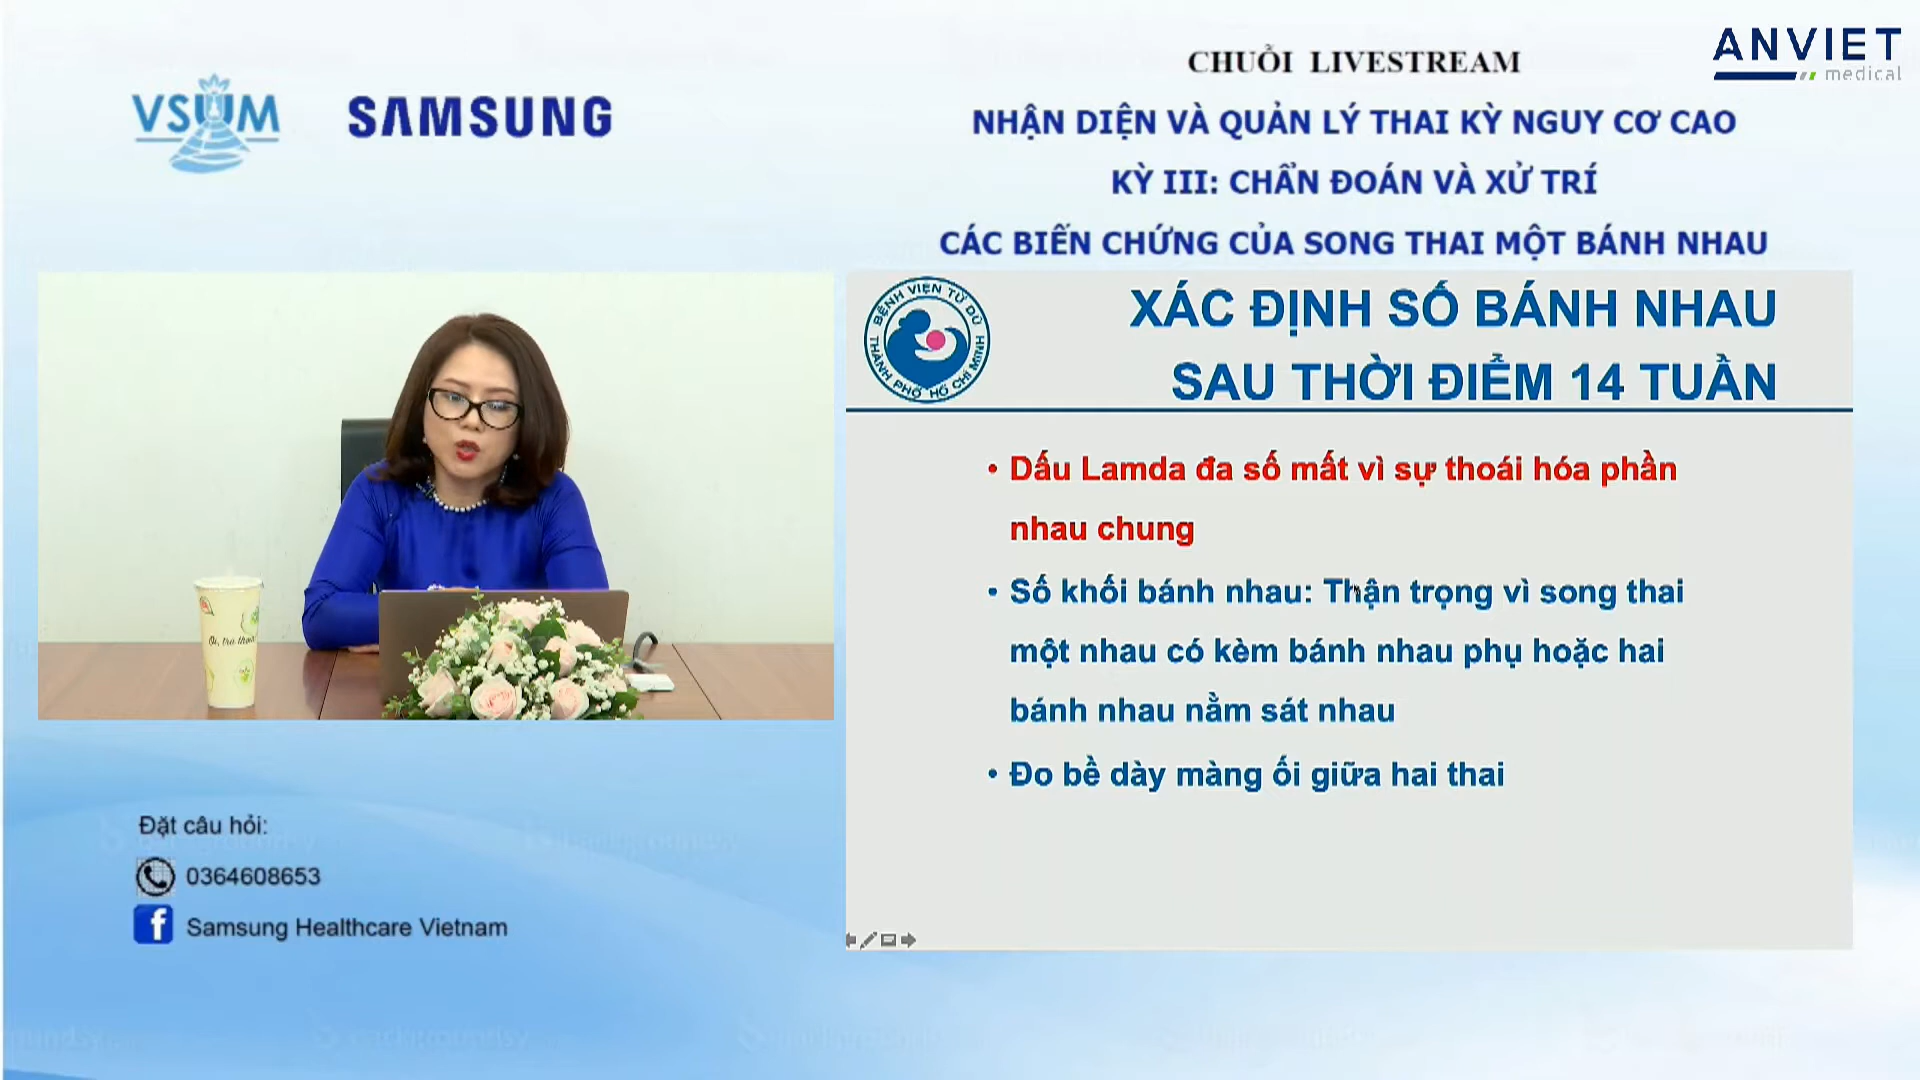 ANVIET
medical
CHUỖI LIVESTREAM
VSUM
SAMSUNG
NHẬN DIỆN VÀ QUẢN LÝ THAI KỲ NGUY CƠ CAO
KỲ III: CHẨN ĐOÁN VÀ XỬ TRÍ
CÁC BIẾN CHỨNG CỦA SONG THAI MỘT BÁNH NHAU
BỆNH VIỆN TỪ DŨ
THÀNH PHỐ HỒ CHÍ MINH
XÁC ĐỊNH SỐ BÁNH NHAU
SAU THỜI ĐIỂM 14 TUẦN
• Dấu Lamda đa số mất vì sự thoái hóa phần
nhau chung
• Số khối bánh nhau: Thận trọng vì song thai
một nhau có kèm bánh nhau phụ hoặc hai
bánh nhau nằm sát nhau
• Đo bề dày màng ối giữa hai thai
Đặt câu hỏi:
0364608653
f Samsung Healthcare Vietnam